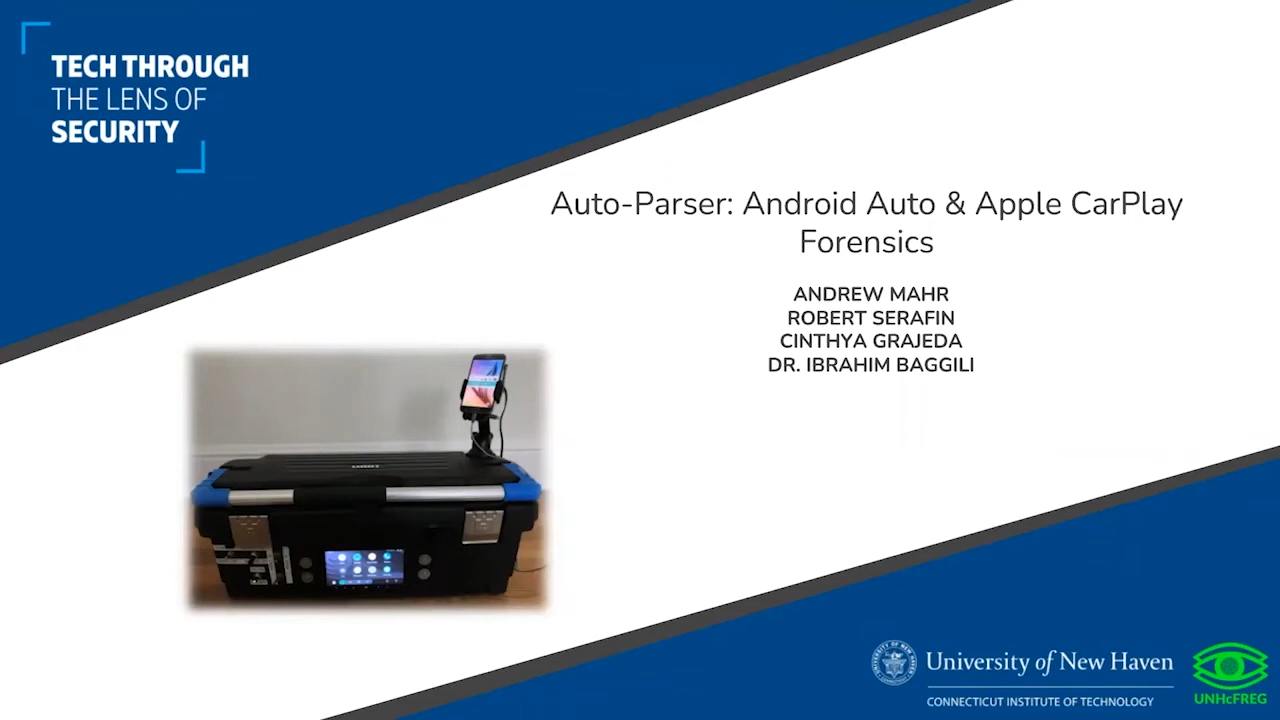 TECH THROUGH
THE LENS OF
SECURITY
Auto-Parser: Android Auto & Apple CarPlay
Forensics
ANDREW MAHR
ROBERT SERAFIN
CINTHYA GRAJEDA
DR. IBRAHIM BAGGILI
University of New Haven
CONNECTICUT INSTITUTE OF TECHNOLOGY
UNHcFREG